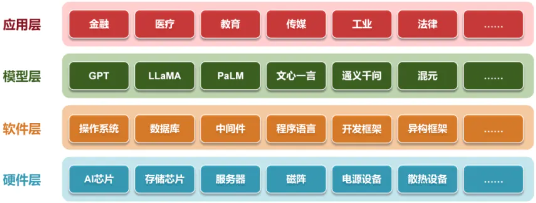 应用层 金融 医疗 教育 传媒 工业 法律 ……
模型层 GPT LLaMA PaLM 文心一言 通义千问 混元 ……
软件层 操作系统 数据库 中间件 程序语言 开发框架 异构框架 ……
硬件层 AI芯片 存储芯片 服务器 磁阵 电源设备 散热设备 ……